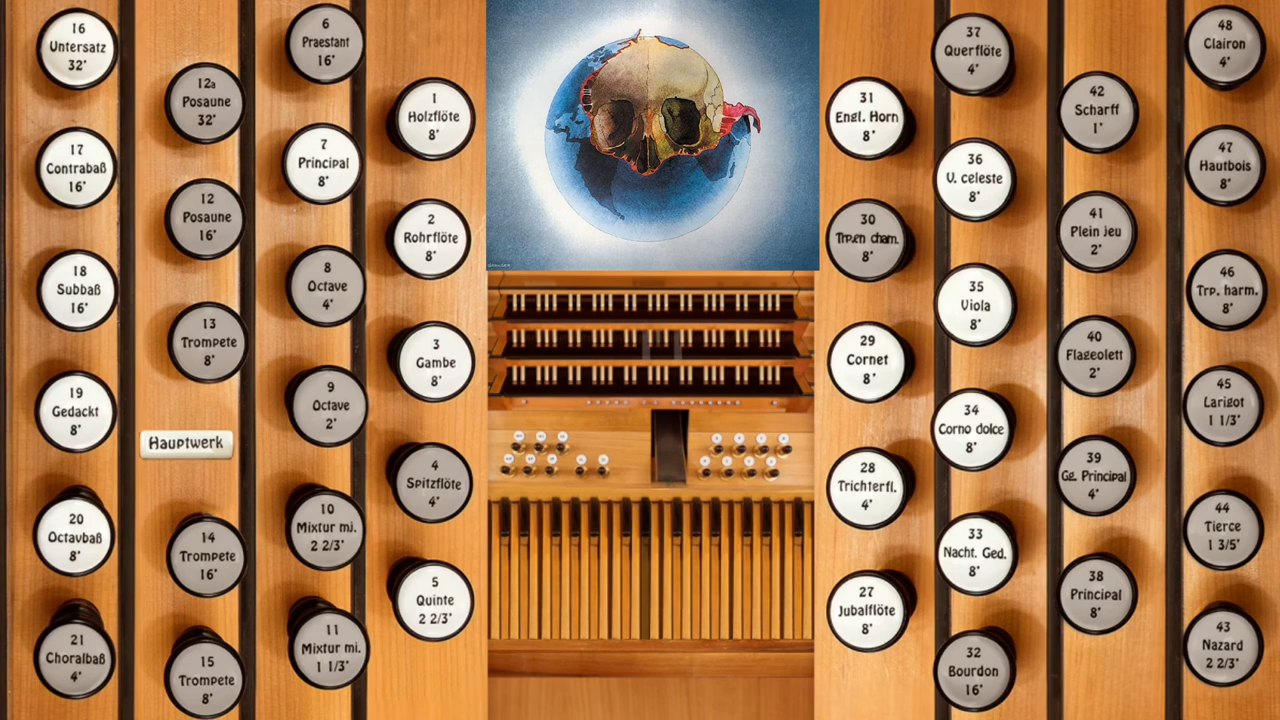 16
Untersatz
32'
17
Contrabaß
16'
18
Subbaß
16'
19
Gedackt
8'
20
Octavbaß
8'
21
Choralbaß
4'
12a
Posaune
32'
12
Posaune
16'
13
Trompete
8'
Hauptwerk
14
Trompete
16'
15
Trompete
8'
6
Praestant
16'
7
Principal
8'
8
Octave
4'
9
Octave
2'
10
Mixtur mj.
2 2/3'
11
Mixtur mi.
1 1/3'
1
Holzflöte
8'
2
Rohrflöte
8'
3
Gambe
8'
4
Spitzflöte
4'
5
Quinte
2 2/3'
31
Engl. Horn
8'
30
Trp.en cham.
8'
29
Cornet
8'
28
Trichterfl.
4'
27
Jubalflöte
8'
37
Querflöte
4'
36
V. celeste
8'
35
Viola
8'
34
Corno dolce
8'
33
Nacht. Ged.
8'
32
Bourdon
16'
42
Scharff
1'
41
Plein jeu
2'
40
Flageolett
2'
39
Gg. Principal
4'
38
Principal
8'
48
Clairon
4'
47
Hautbois
8'
46
Trp. harm.
8'
45
Larigot
1 1/3'
44
Tierce
1 3/5'
43
Nazard
2 2/3'